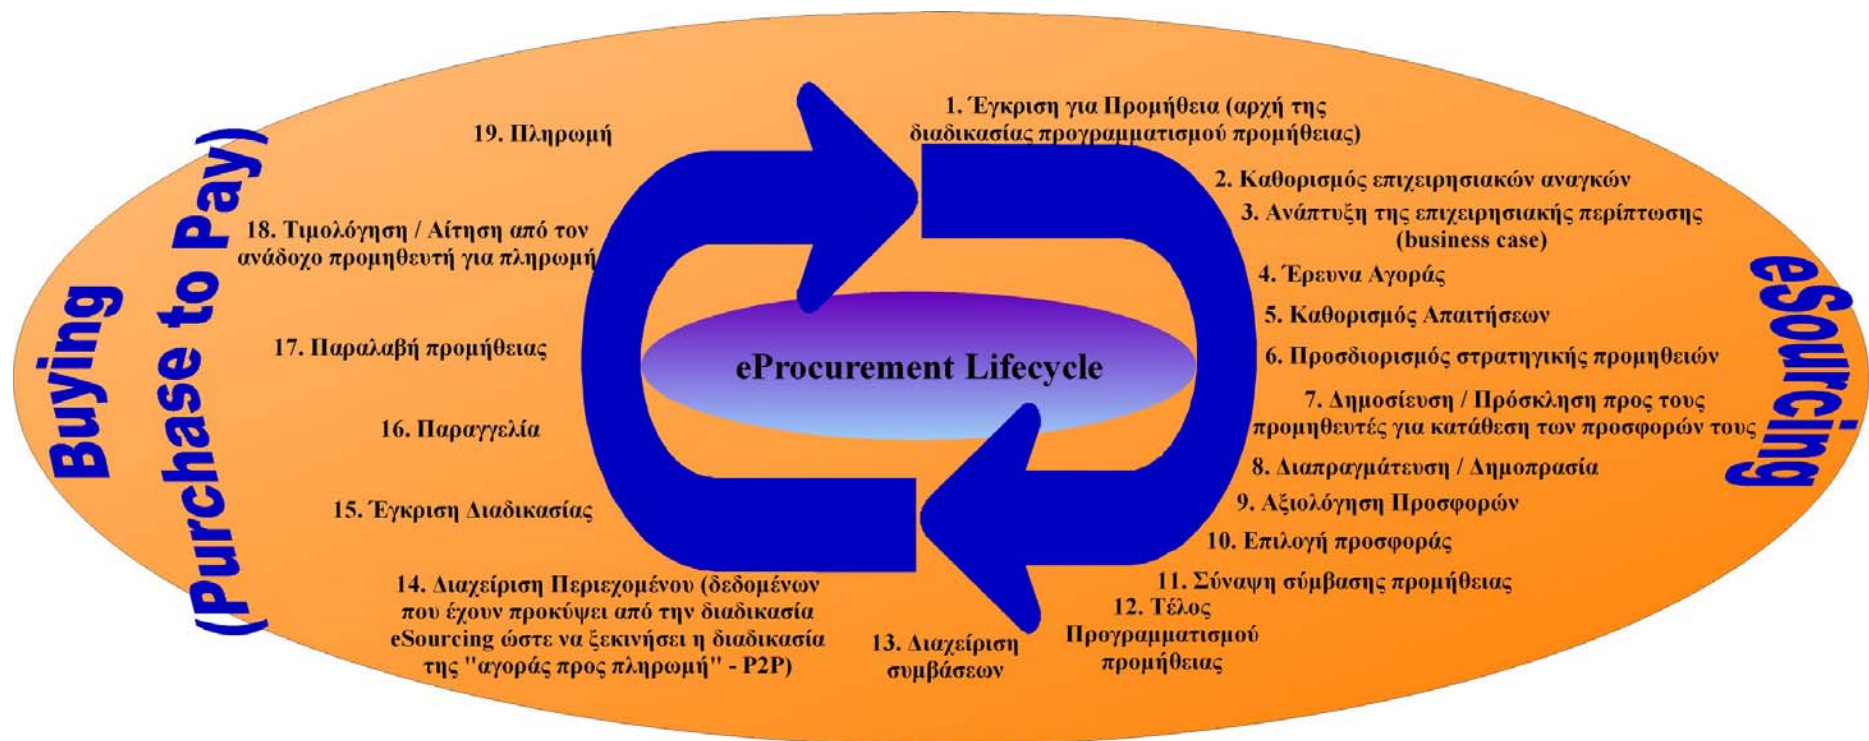 1. Έγκριση για Προμήθεια (αρχή της
διαδικασίας προγραμματισμού προμήθειας)
2. Καθορισμός επιχειρησιακών αναγκών
3. Ανάπτυξη της επιχειρησιακής περίπτωσης
(business case)
4. Έρευνα Αγοράς
5. Καθορισμός Απαιτήσεων
6. Προσδιορισμός στρατηγικής προμηθειών
7. Δημοσίευση / Πρόσκληση προς τους
προμηθευτές για κατάθεση των προσφορών τους
8. Διαπραγμάτευση / Δημοπρασία
9. Αξιολόγηση Προσφορών
10. Επιλογή προσφοράς
11. Σύναψη σύμβασης προμήθειας
12. Τέλος
Προγραμματισμού
προμήθειας
13. Διαχείριση
συμβάσεων
14. Διαχείριση Περιεχομένου (δεδομένων
που έχουν προκύψει από την διαδικασία
eSourcing ώστε να ξεκινήσει η διαδικασία
της "αγοράς προς πληρωμή" - P2P)
15. Έγκριση Διαδικασίας
16. Παραγγελία
17. Παραλαβή προμήθειας
18. Τιμολόγηση / Αίτηση από τον
ανάδοχο προμηθευτή για πληρωμή
19. Πληρωμή
eProcurement Lifecycle
Buying
(Purchase to Pay)
eSourcing